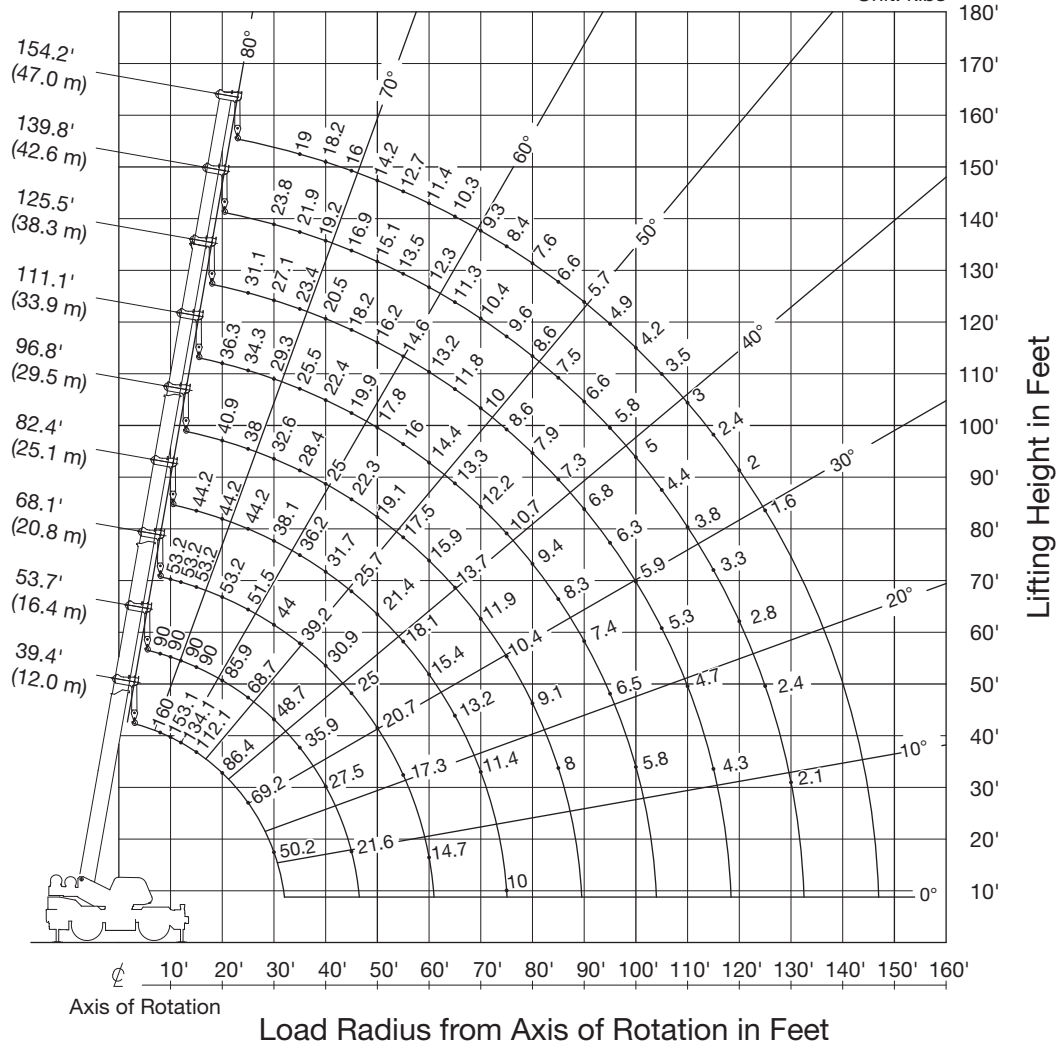 Unit: klbs
180'
170'
160'
150'
140'
130'
120'
110'
100'
90'
80'
70'
60'
50'
40'
30'
20'
10'
Lifting Height in Feet
154.2'
(47.0 m)
139.8'
(42.6 m)
125.5'
(38.3 m)
111.1'
(33.9 m)
96.8'
(29.5 m)
82.4'
(25.1 m)
68.1'
(20.8 m)
53.7'
(16.4 m)
39.4'
(12.0 m)
80°
70°
60°
50°
40°
30°
20°
10°
0°
19 18.2 16 14.2 12.7 11.4 10.3 9.3 8.4 7.6 6.6 5.7 4.9 4.2 3.5 3 2.4 2 1.6
23.8 21.9 19.2 16.9 15.1 13.5 12.3 11.3 10.4 9.6 8.6 7.5 6.6 5.8 5 4.4 3.8 3.3 2.8 2.4 2.1
31.1 27.1 23.4 20.5 18.2 16.2 14.6 13.2 11.8 10 8.6 7.9 7.3 6.8 6.3 5.9 5.3 4.7 4.3
36.3 34.3 29.3 25.5 22.4 19.9 17.8 16 14.4 13.3 12.2 10.7 9.4 8.3 7.4 6.5 5.8
40.9 38 32.6 28.4 25 22.3 19.1 17.5 15.9 13.7 11.9 10.4 9.1 8
44.2 44.2 44.2 38.1 36.2 31.7 25.7 21.4 18.1 15.4 13.2 11.4 10
53.2 53.2 53.2 53.2 51.5 44 39.2 30.9 25 20.7 17.3 14.7
90 90 90 90 85.9 68.7 48.7 35.9 27.5 21.6
160 153.1 134.1 112.1 86.4 69.2 50.2
10' 20' 30' 40' 50' 60' 70' 80' 90' 100' 110' 120' 130' 140' 150' 160'
Axis of Rotation
Load Radius from Axis of Rotation in Feet